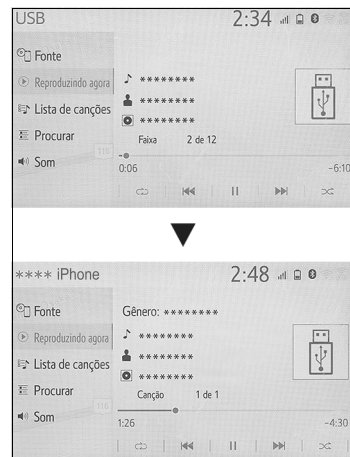 USB 2:34
Fonte
Reproduzindo agora
Lista de canções
Procurar
Som
********
********
********
Faixa 2 de 12
0:06 -6:10
**** iPhone 2:48
Fonte
Reproduzindo agora
Lista de canções
Procurar
Som
Gênero: ********
********
********
********
Canção 1 de 1
1:26 -4:30